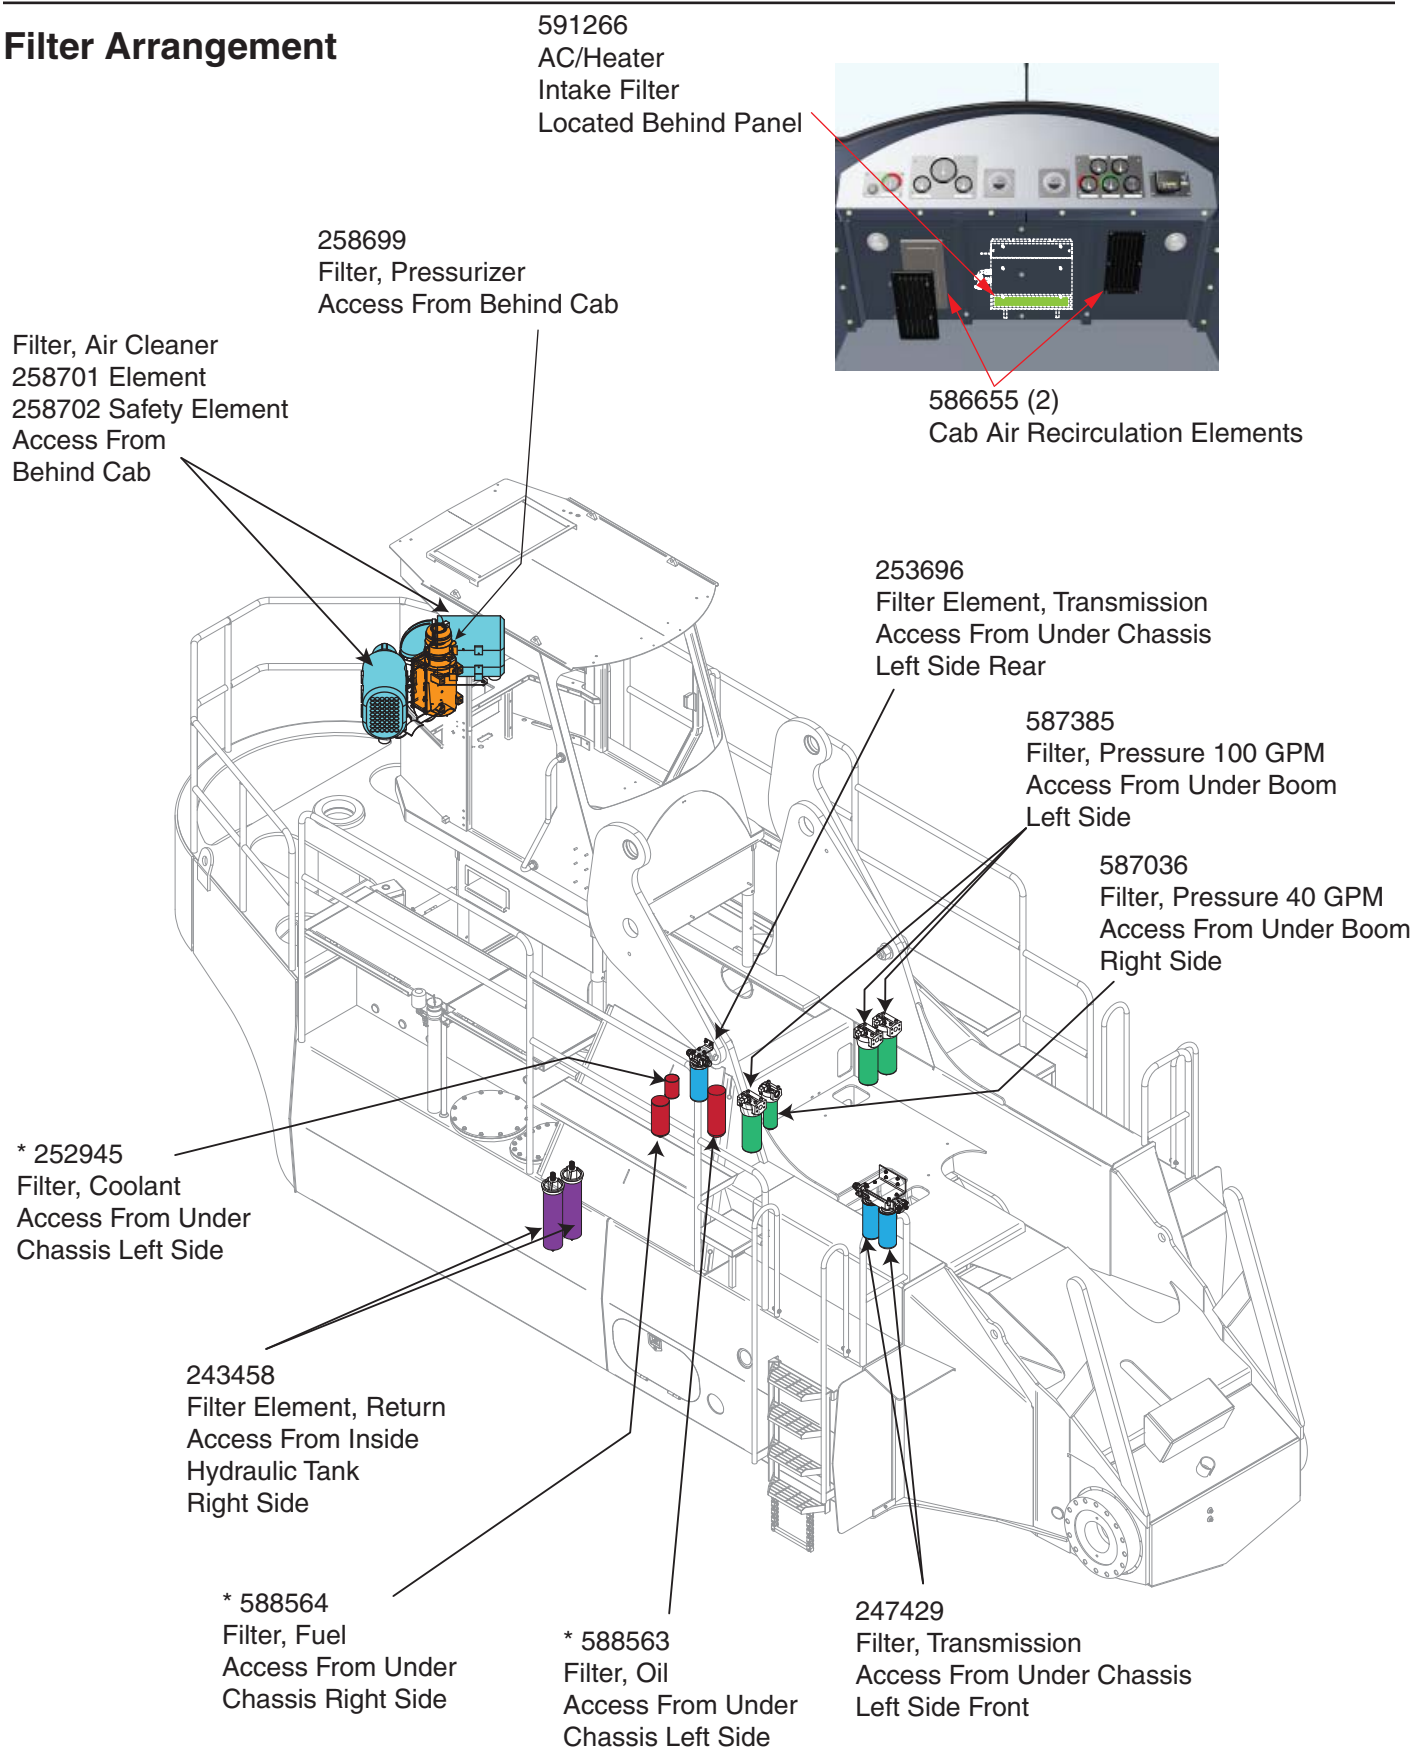 Filter Arrangement
591266
AC/Heater
Intake Filter
Located Behind Panel
258699
Filter, Pressurizer
Access From Behind Cab
Filter, Air Cleaner
258701 Element
258702 Safety Element
Access From
Behind Cab
586655 (2)
Cab Air Recirculation Elements
253696
Filter Element, Transmission
Access From Under Chassis
Left Side Rear
587385
Filter, Pressure 100 GPM
Access From Under Boom
Left Side
587036
Filter, Pressure 40 GPM
Access From Under Boom
Right Side
* 252945
Filter, Coolant
Access From Under
Chassis Left Side
243458
Filter Element, Return
Access From Inside
Hydraulic Tank
Right Side
* 588564
Filter, Fuel
Access From Under
Chassis Right Side
* 588563
Filter, Oil
Access From Under
Chassis Left Side
247429
Filter, Transmission
Access From Under Chassis
Left Side Front